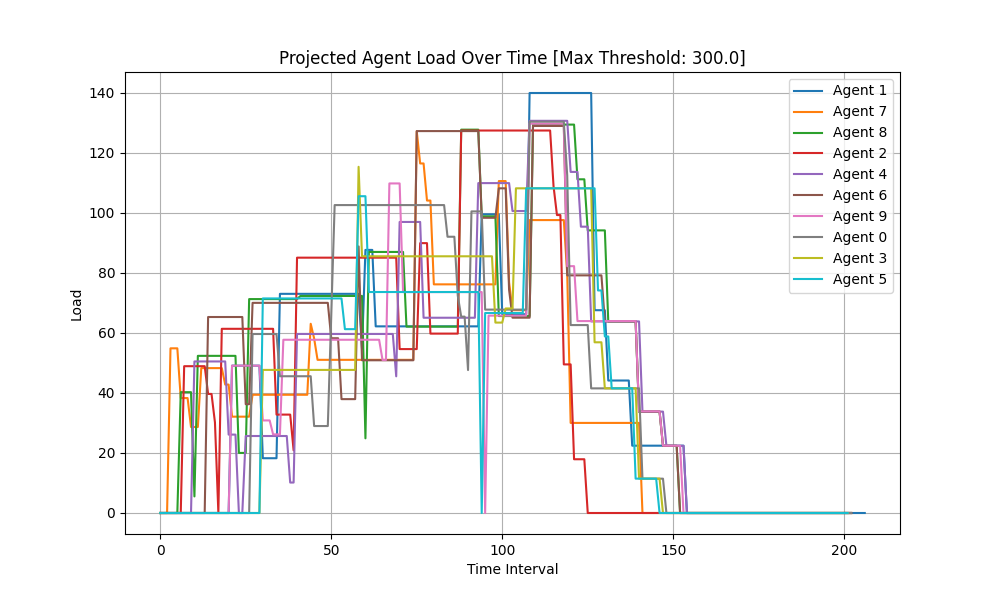 Projected Agent Load Over Time [Max Threshold: 300.0]
Load
140
120
100
80
60
40
20
0
0
50
100
150
200
Time Interval
Agent 1
Agent 7
Agent 8
Agent 2
Agent 4
Agent 6
Agent 9
Agent 0
Agent 3
Agent 5